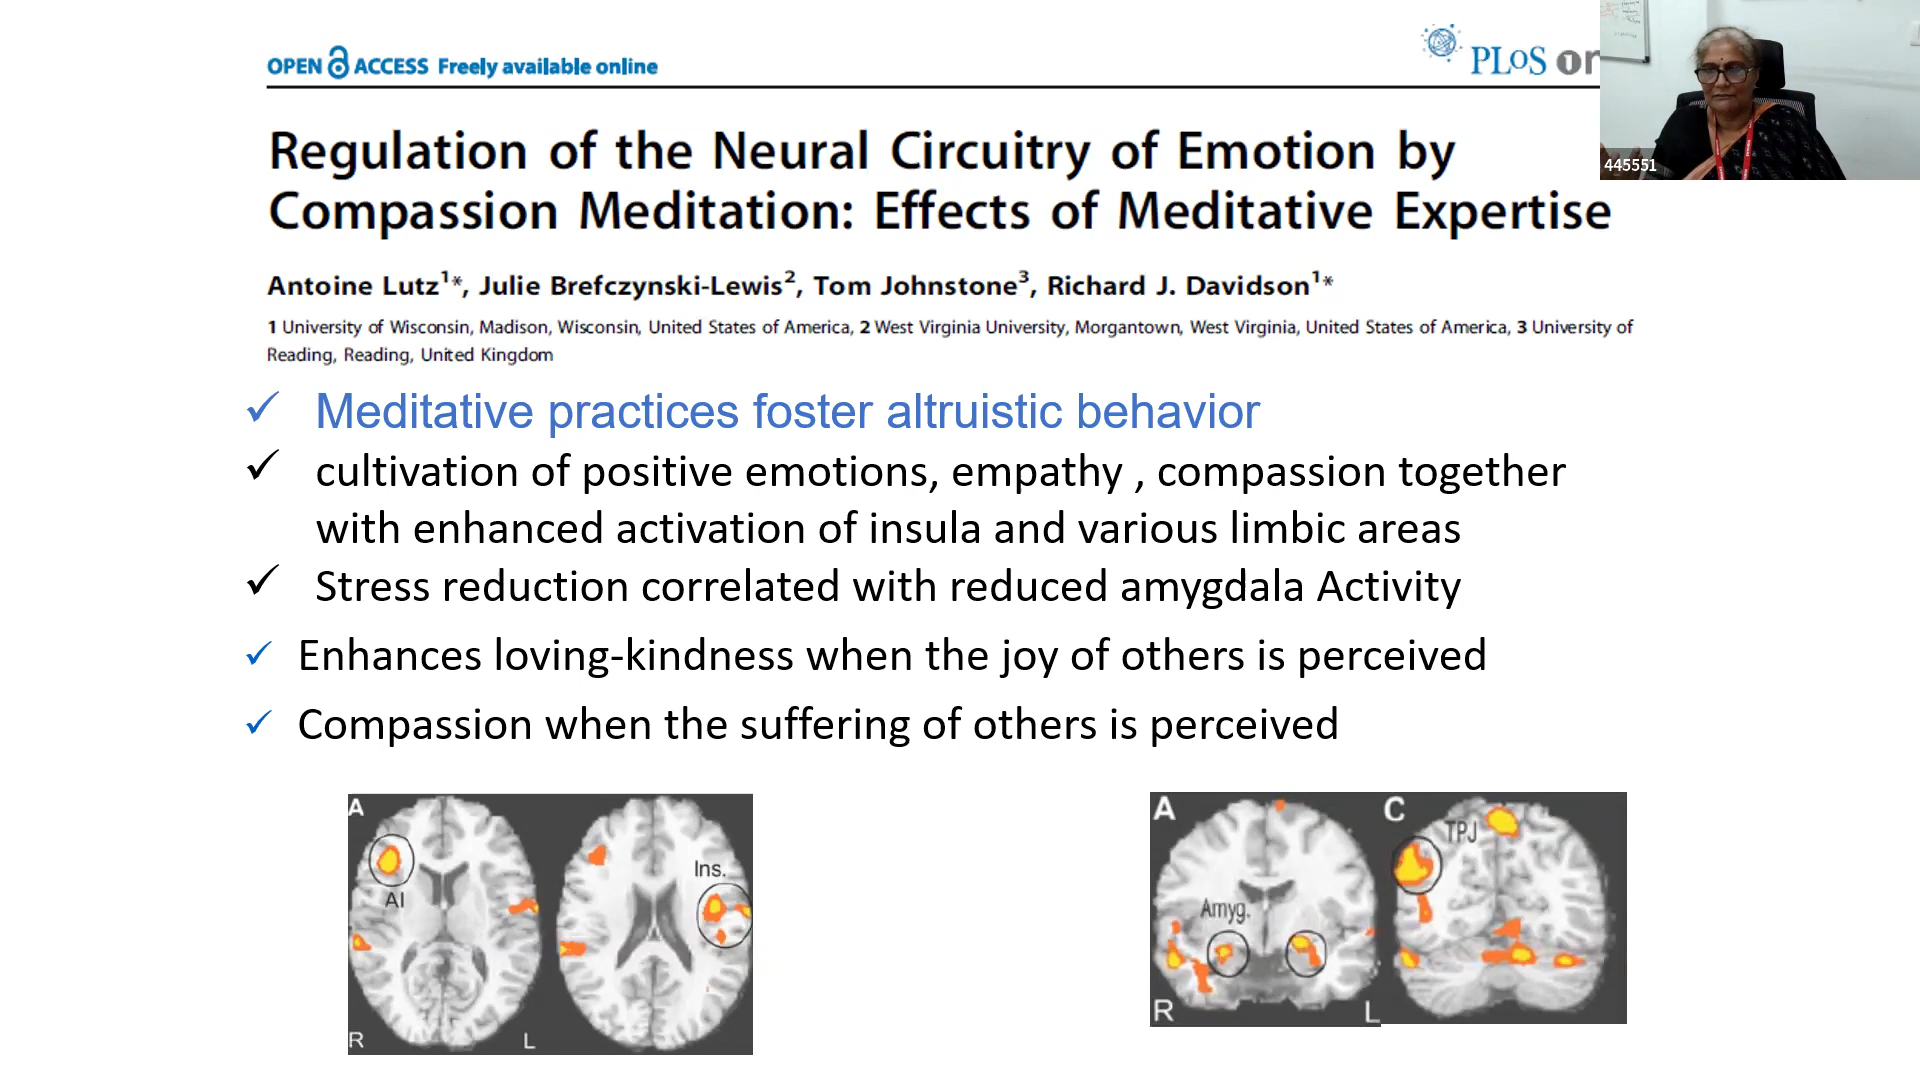 OPEN ACCESS Freely available online
PLoS on
445551
Regulation of the Neural Circuitry of Emotion by
Compassion Meditation: Effects of Meditative Expertise
Antoine Lutz1*, Julie Brefczynski-Lewis2, Tom Johnstone3, Richard J. Davidson1*
1 University of Wisconsin, Madison, Wisconsin, United States of America, 2 West Virginia University, Morgantown, West Virginia, United States of America, 3 University of
Reading, Reading, United Kingdom
✓ Meditative practices foster altruistic behavior
✓ cultivation of positive emotions, empathy , compassion together
with enhanced activation of insula and various limbic areas
✓ Stress reduction correlated with reduced amygdala Activity
✓ Enhances loving-kindness when the joy of others is perceived
✓ Compassion when the suffering of others is perceived
A
AI
Ins.
R L
A
Amyg.
R L
C
TPJ